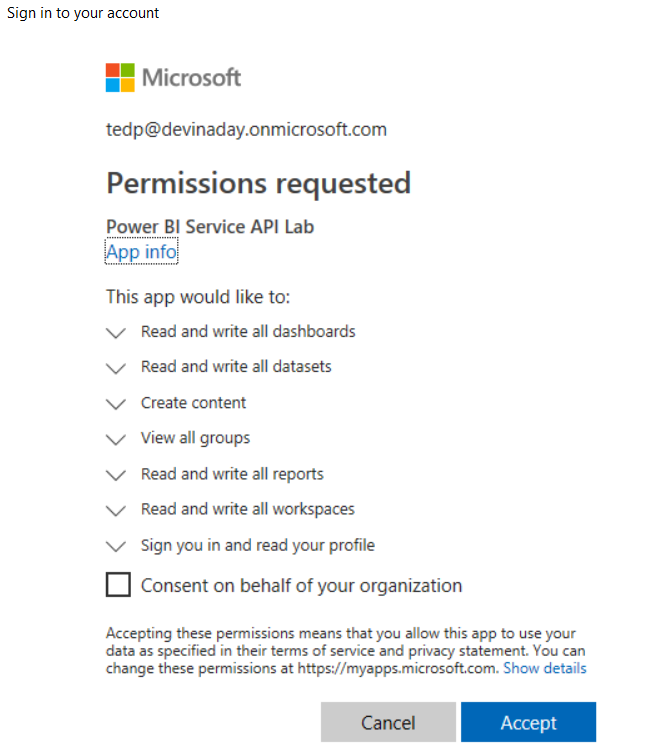 Sign in to your account
Microsoft
tedp@devinaday.onmicrosoft.com
Permissions requested
Power BI Service API Lab
App info
This app would like to:
Read and write all dashboards
Read and write all datasets
Create content
View all groups
Read and write all reports
Read and write all workspaces
Sign you in and read your profile
Consent on behalf of your organization
Accepting these permissions means that you allow this app to use your
data as specified in their terms of service and privacy statement. You can
change these permissions at https://myapps.microsoft.com. Show details
Cancel Accept